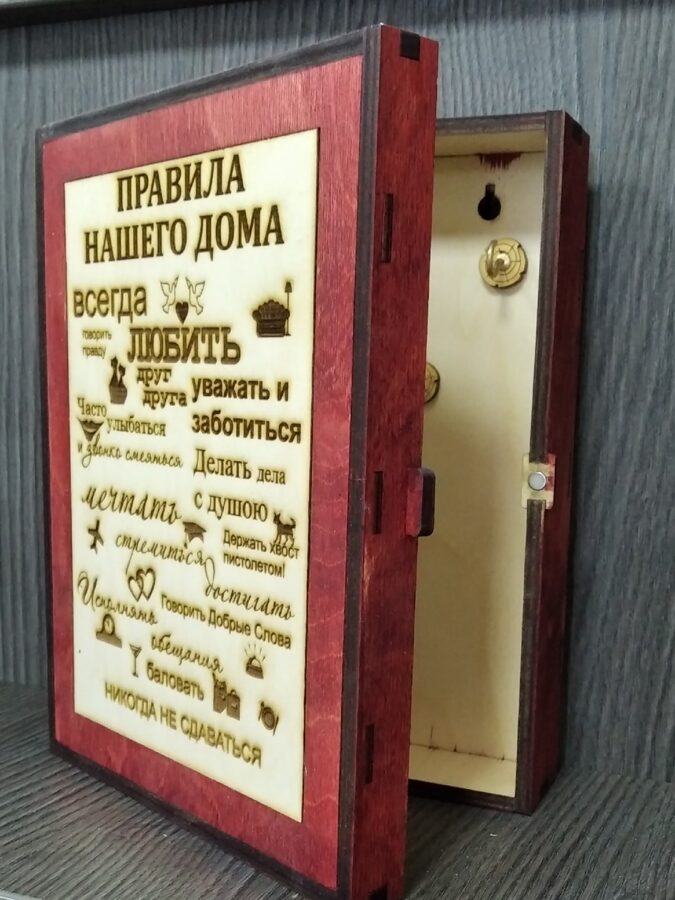 ПРАВИЛА
НАШЕГО ДОМА
всегда
говорить
правду
ЛЮБИТЬ
друг
друга
уважать и
заботиться
Часто
улыбаться
и звонко смеяться
Делать дела
с душою
мечтать
стремиться
Держать хвост
пистолетом!
достигать
Исполнять
Говорить Добрые Слова
обещания
баловать
НИКОГДА НЕ СДАВАТЬСЯ